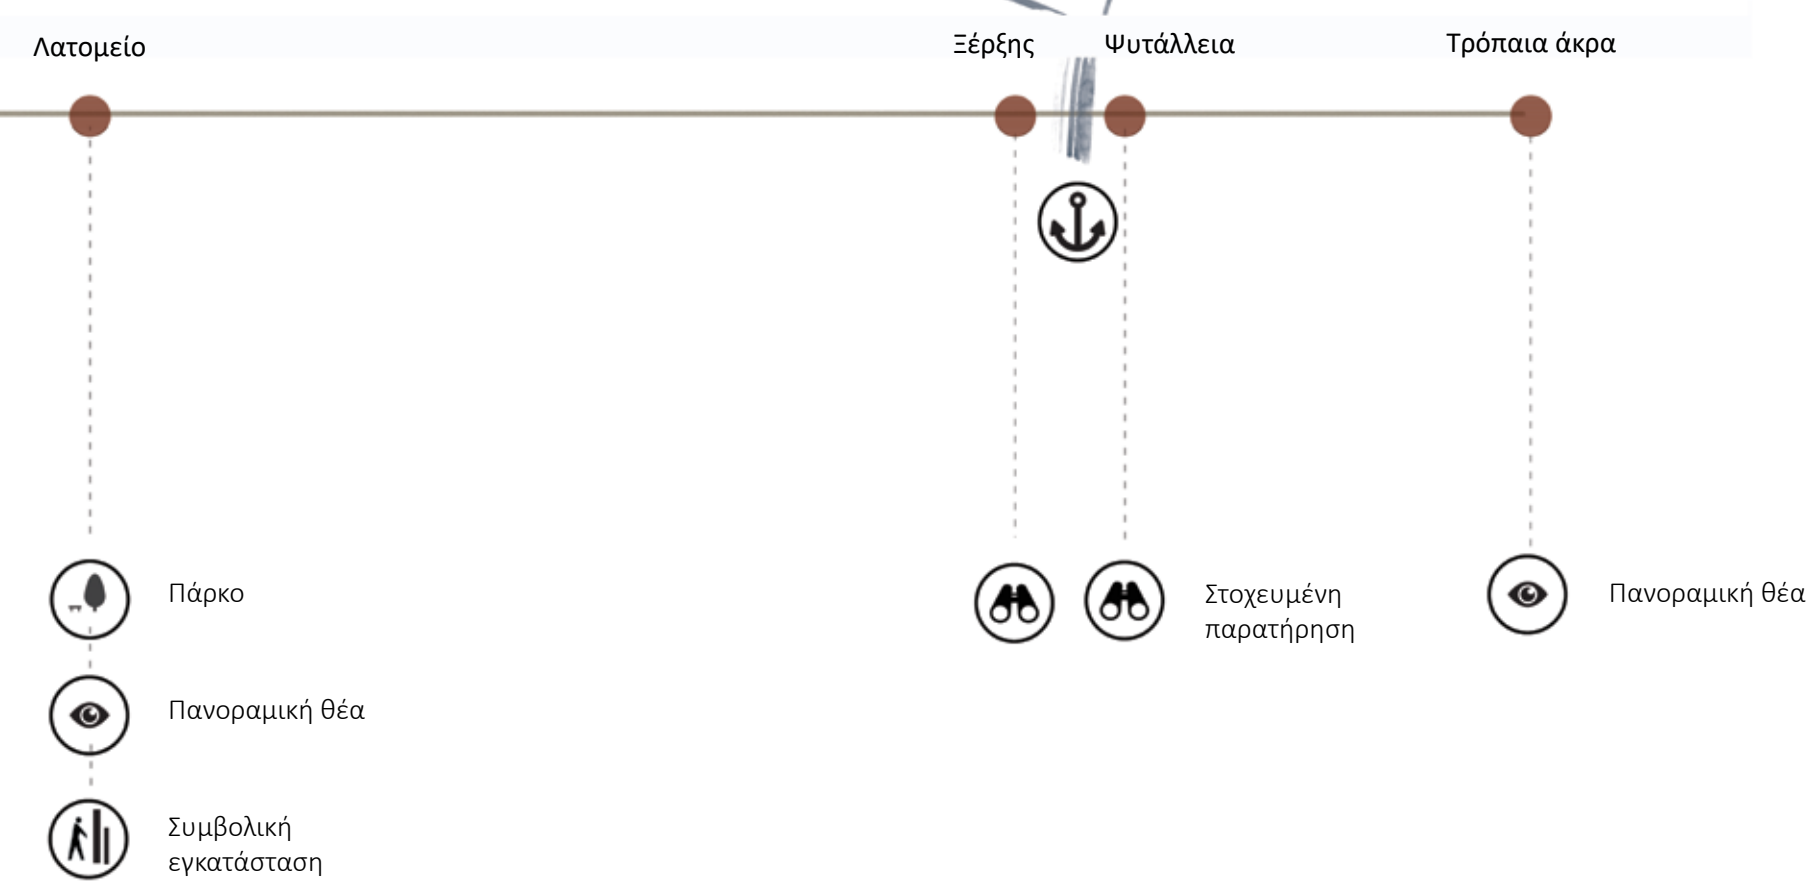 Λατομείο
Ξέρξης
Ψυτάλλεια
Τρόπαια άκρα
Πάρκο
Στοχευμένη
παρατήρηση
Πανοραμική θέα
Πανοραμική θέα
Συμβολική
εγκατάσταση